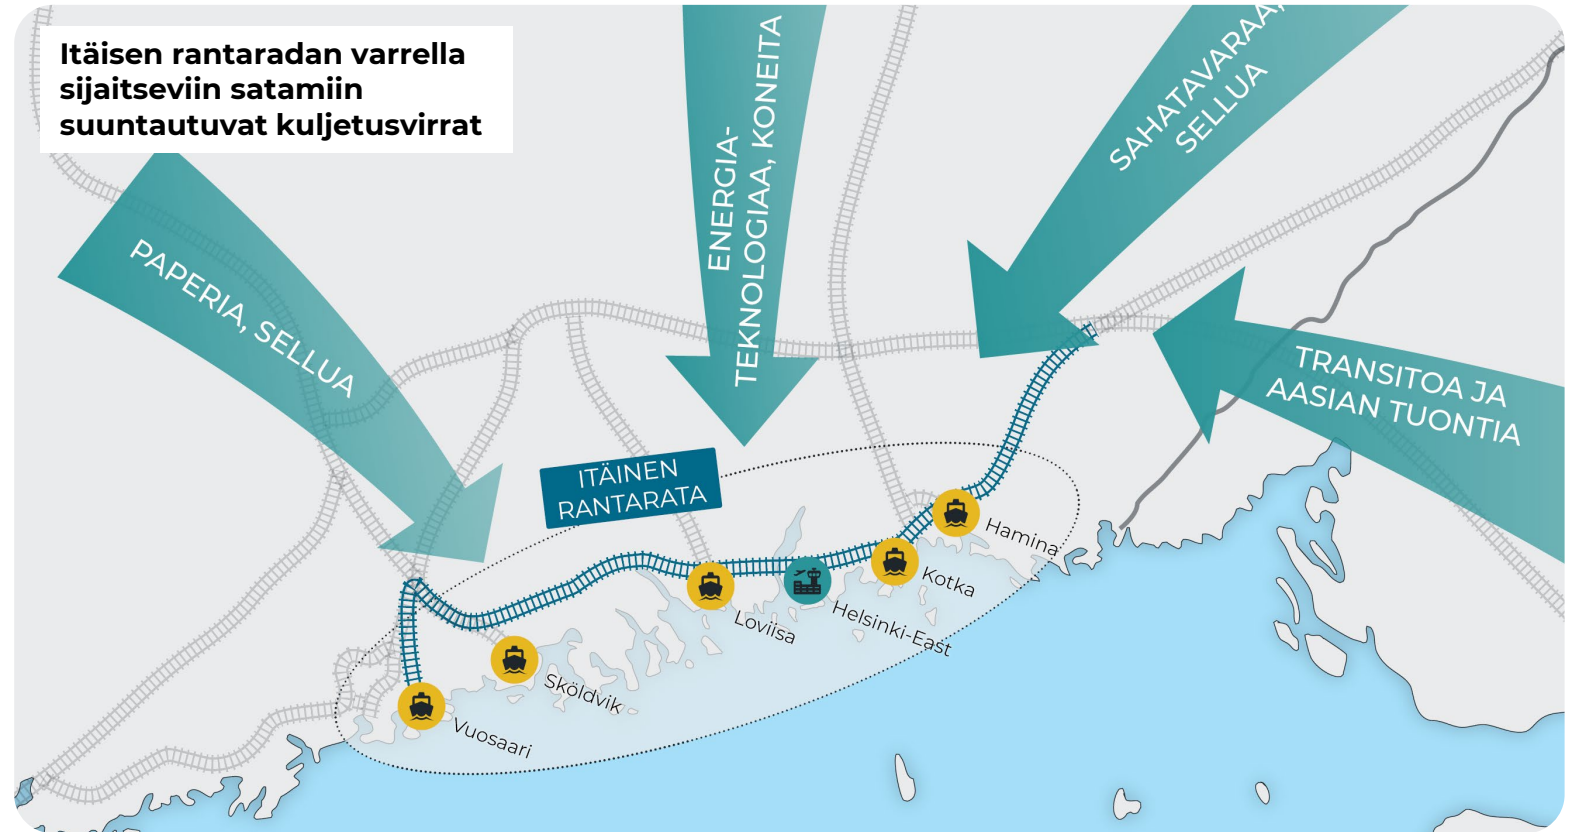 Itäisen rantaradan varrella
sijaitseviin satamiin
suuntautuvat kuljetusvirrat
PAPERIA, SELLUA
ENERGIA-
TEKNOLOGIAA, KONEITA
SAHATAVARAA,
SELLUA
TRANSITOA JA
AASIAN TUONTIA
ITÄINEN
RANTARATA
Hamina
Kotka
Helsinki-East
Loviisa
Sköldvik
Vuosaari